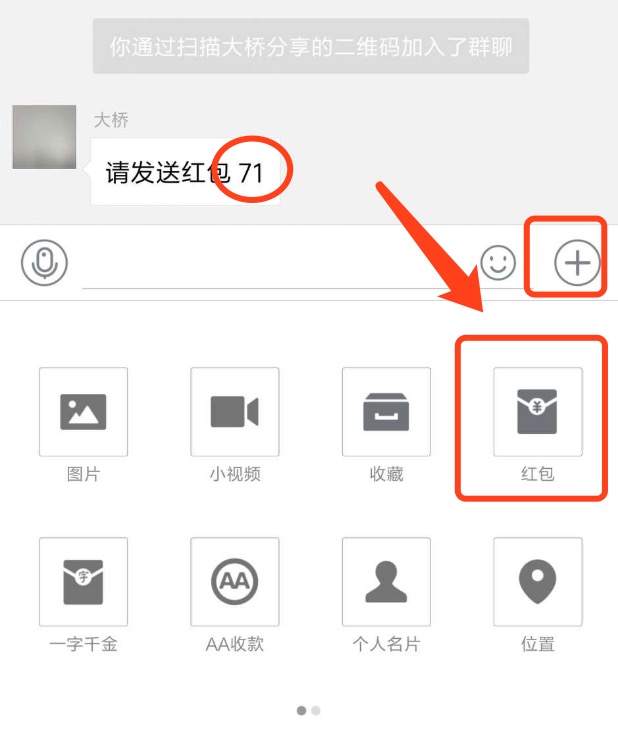 你通过扫描大桥分享的二维码加入了群聊
大桥
请发送红包 71
图片
小视频
收藏
¥
红包
字
AA
一字千金
AA收款
个人名片
位置